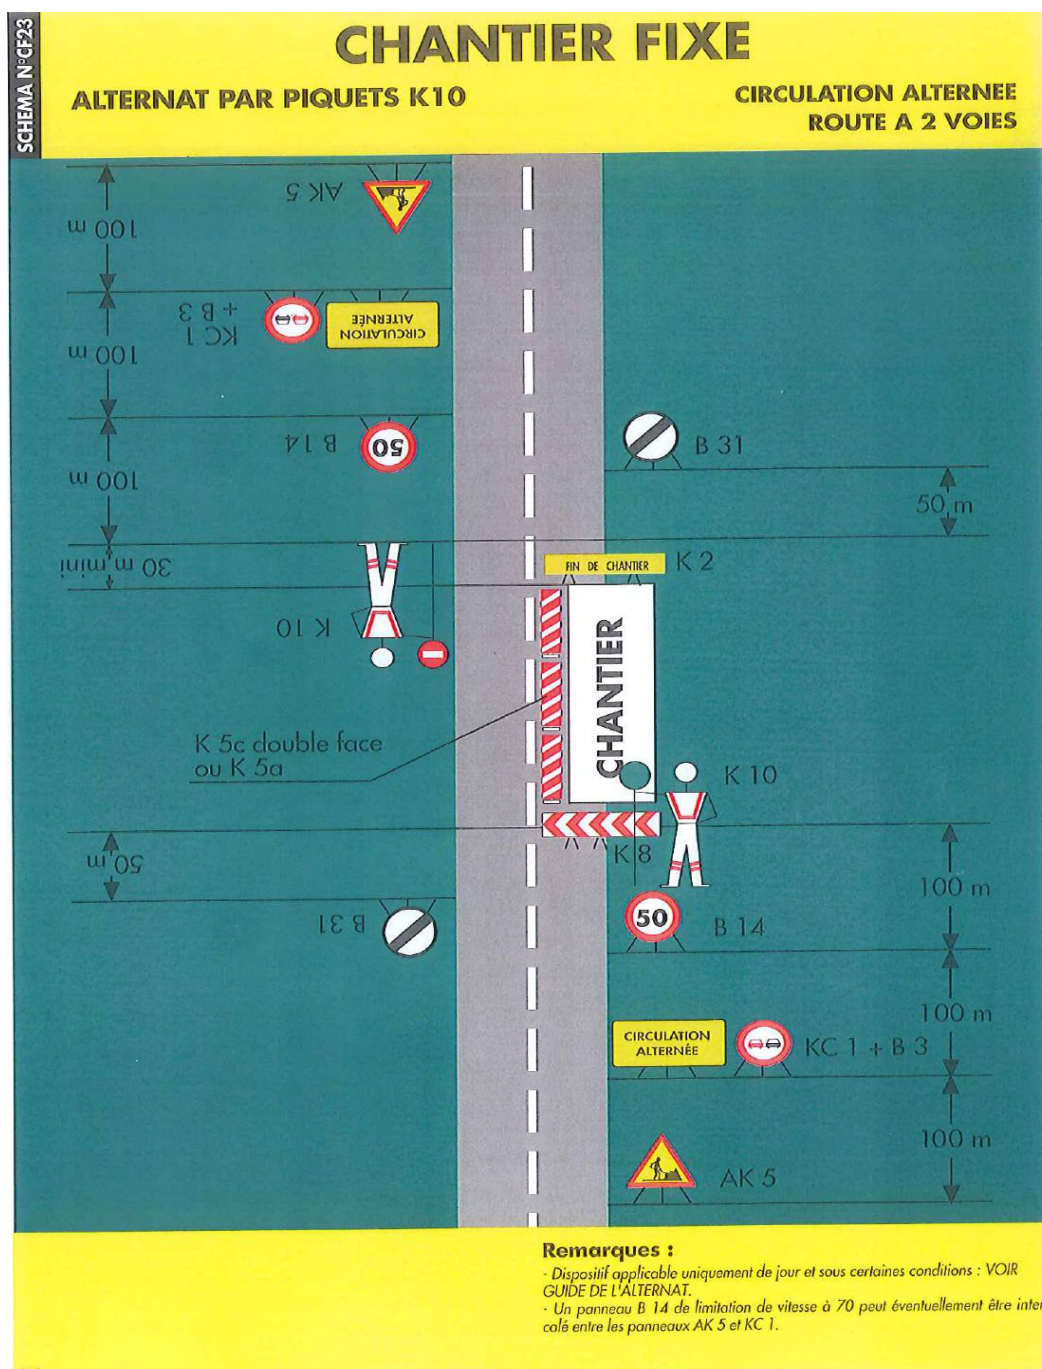 SCHEMA N°CF23
CHANTIER FIXE
ALTERNAT PAR PIQUETS K10
CIRCULATION ALTERNEE
ROUTE A 2 VOIES
AK 5
100 m
KC 1
+ B 3
CIRCULATION
ALTERNÉE
100 m
B 14
50
100 m
B 31
50 m
30 m mini
K 10
FIN DE CHANTIER
K 2
CHANTIER
K 5c double face
ou K 5a
K 10
K 8
50 m
B 31
50
B 14
100 m
CIRCULATION
ALTERNÉE
KC 1 + B 3
100 m
AK 5
100 m
Remarques :
- Dispositif applicable uniquement de jour et sous certaines conditions : VOIR
GUIDE DE L'ALTERNAT.
- Un panneau B 14 de limitation de vitesse à 70 peut éventuellement être inter
calé entre les panneaux AK 5 et KC 1.